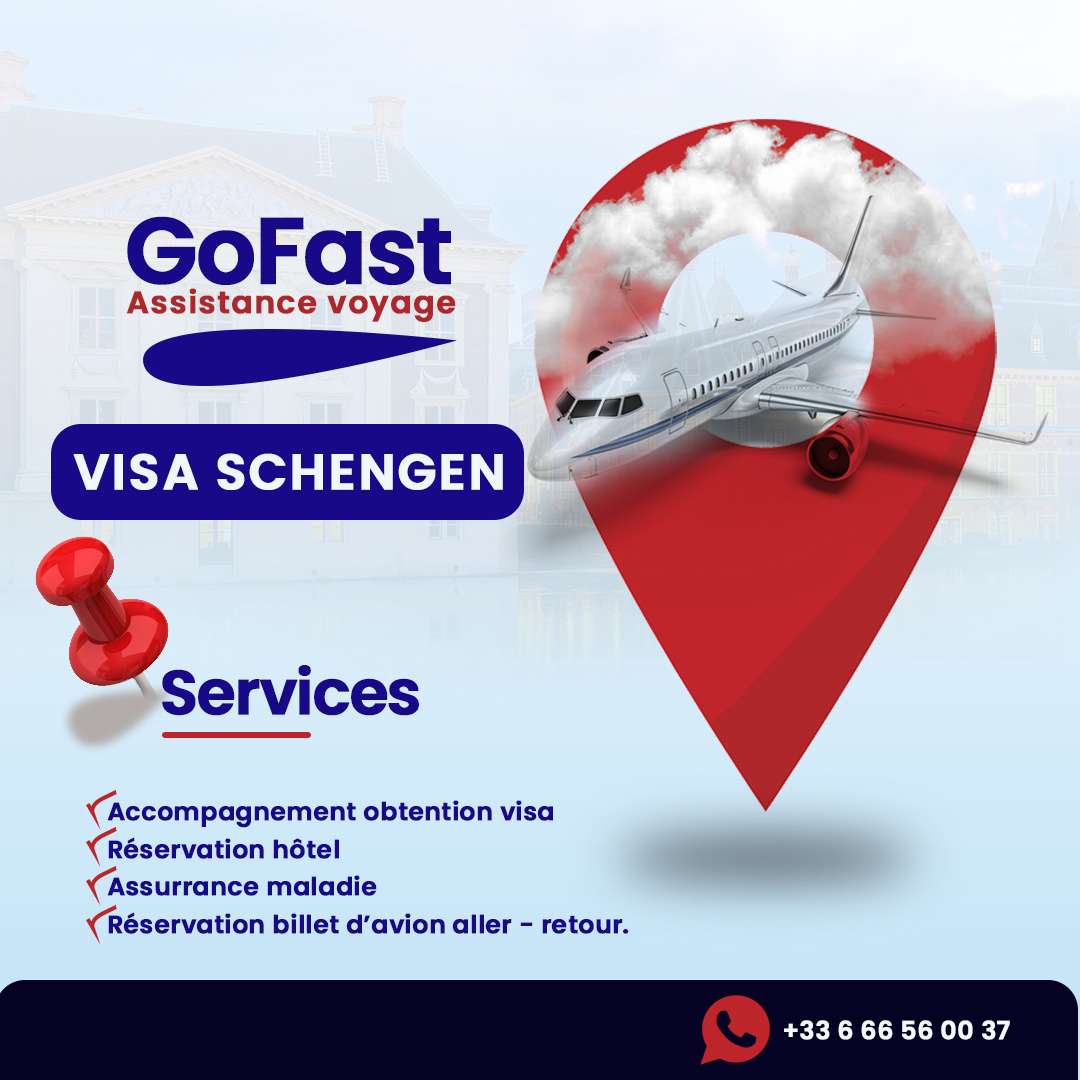 GoFast
Assistance voyage
VISA SCHENGEN
Services
Accompagnement obtention visa
Réservation hôtel
Assurrance maladie
Réservation billet d’avion aller - retour.
+33 6 66 56 00 37